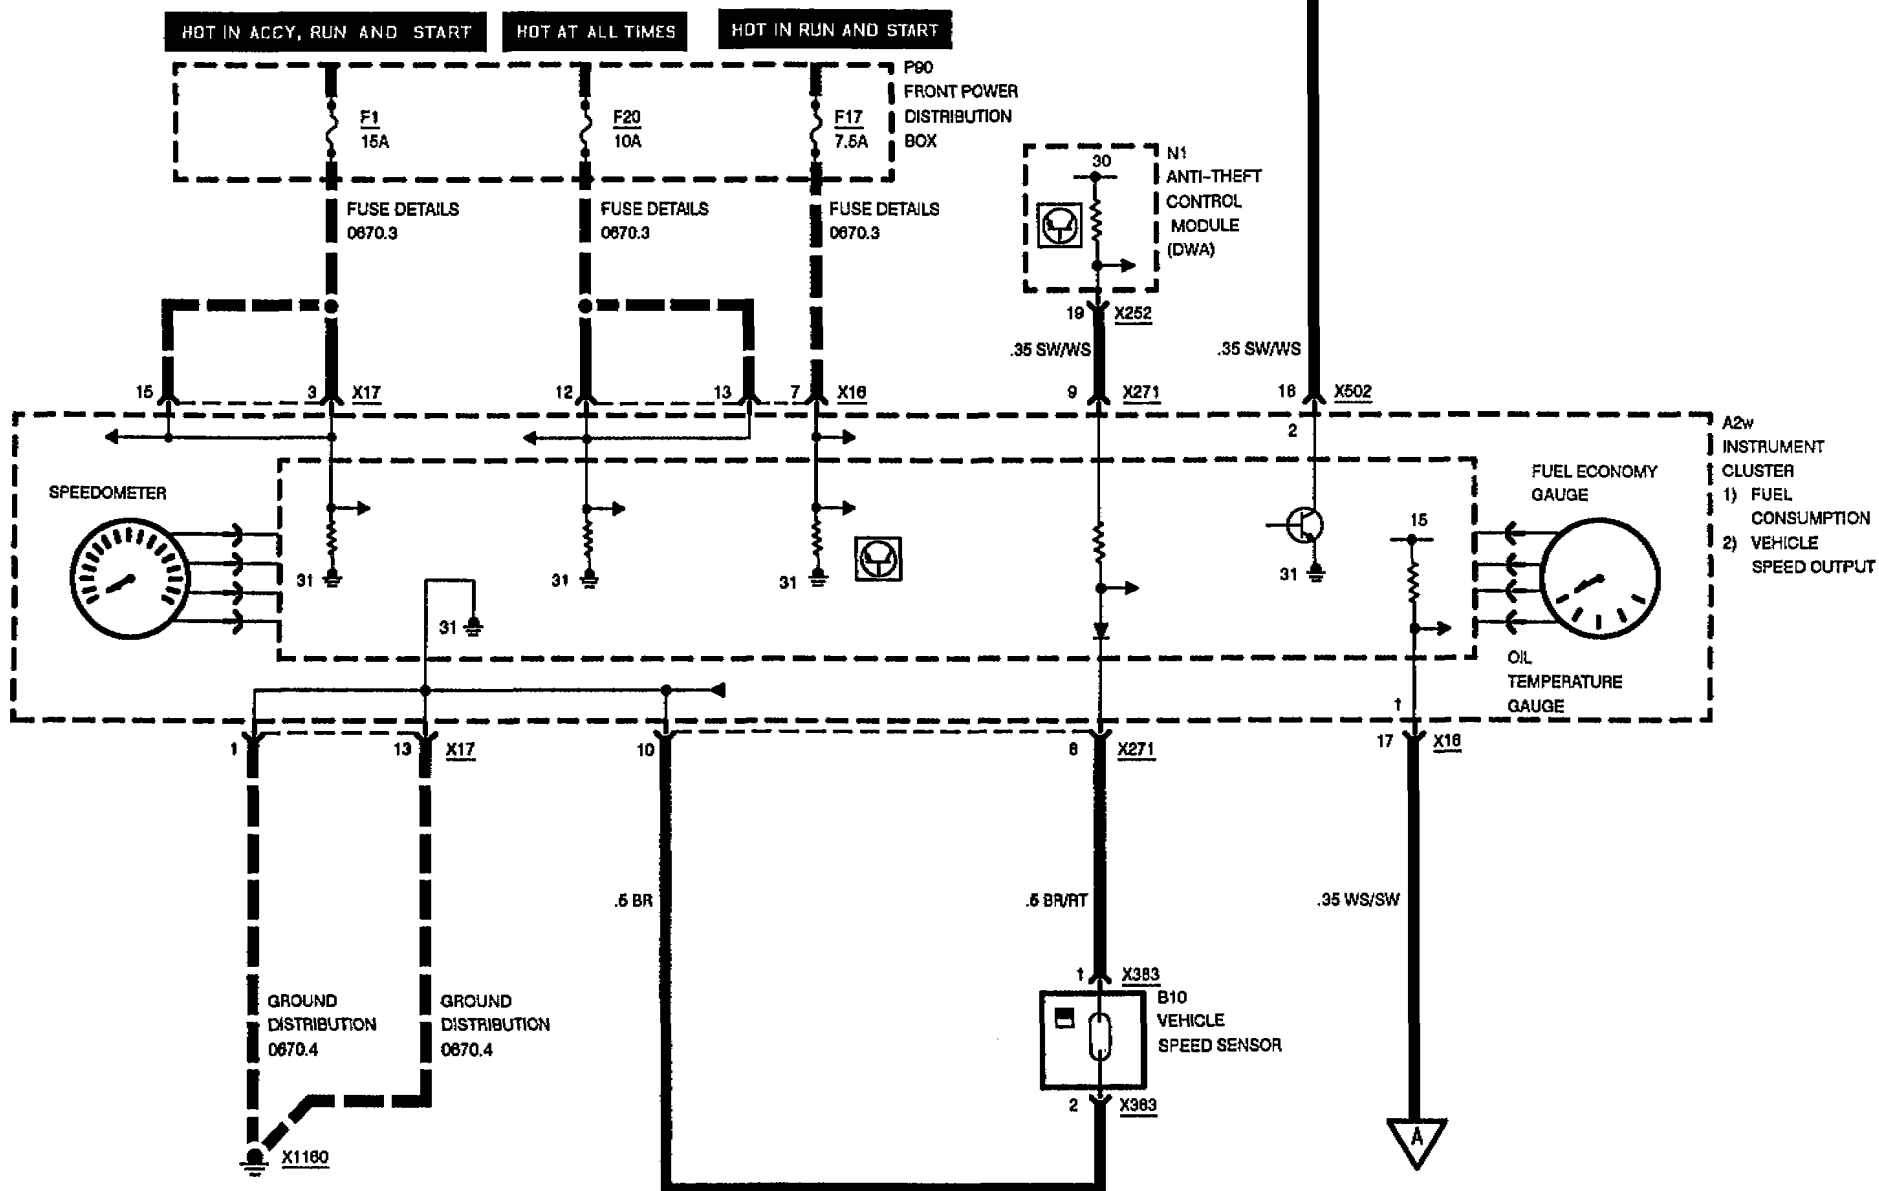 HOT IN ACCY, RUN AND START
HOT AT ALL TIMES
HOT IN RUN AND START
P90
FRONT POWER
DISTRIBUTION
BOX
F1
15A
F20
10A
F17
7.5A
FUSE DETAILS
0670.3
FUSE DETAILS
0670.3
FUSE DETAILS
0670.3
N1
ANTI-THEFT
CONTROL
MODULE
(DWA)
30
19
X252
.35 SW/WS
.35 SW/WS
15
3
X17
12
13
7
X16
9
X271
16
X502
2
A2w
INSTRUMENT
CLUSTER
1) FUEL
CONSUMPTION
2) VEHICLE
SPEED OUTPUT
SPEEDOMETER
FUEL ECONOMY
GAUGE
15
31
31
31
31
31
OIL
TEMPERATURE
GAUGE
1
1
13
X17
10
8
X271
17
X16
.5 BR
.5 BR/RT
.35 WS/SW
1
X383
B10
VEHICLE
SPEED SENSOR
2
X383
GROUND
DISTRIBUTION
0670.4
GROUND
DISTRIBUTION
0670.4
X1160
A